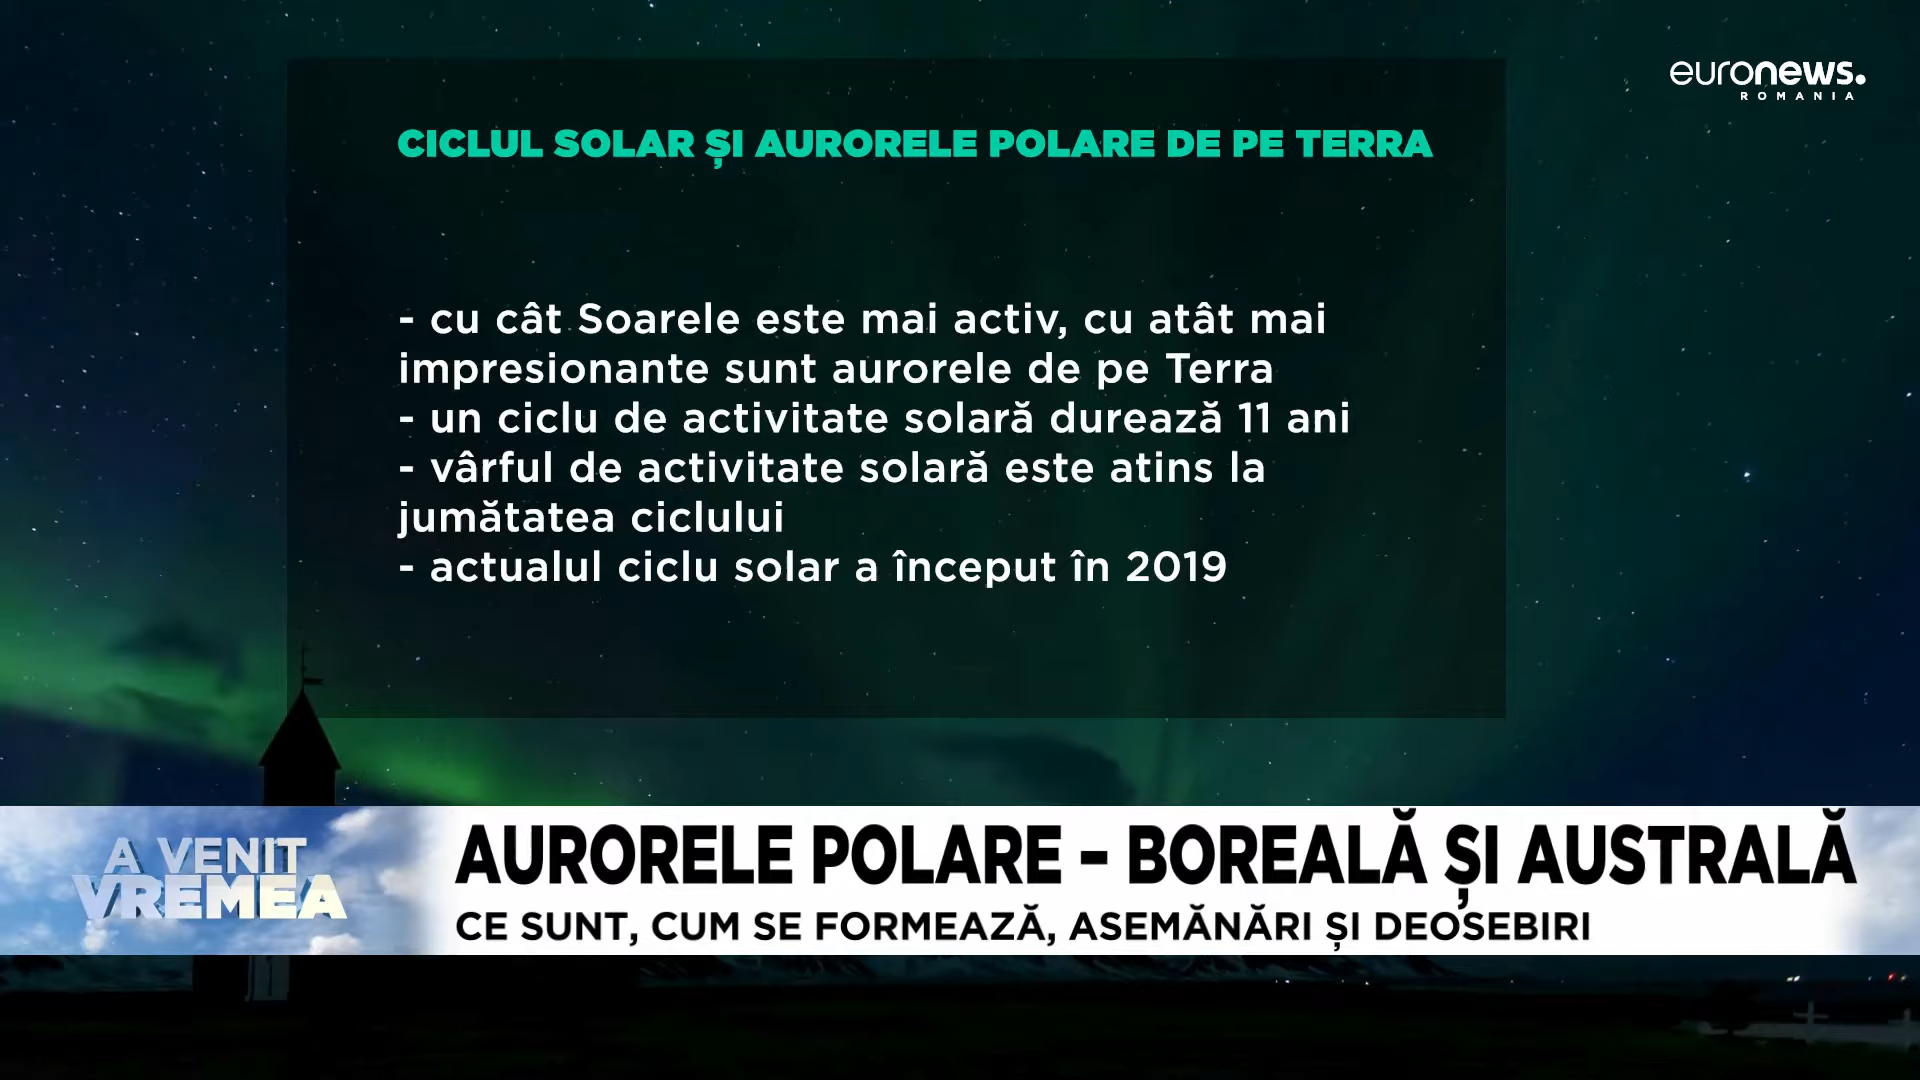 euronews.
ROMANIA
CICLUL SOLAR ȘI AURORELE POLARE DE PE TERRA
- cu cât Soarele este mai activ, cu atât mai
impresionante sunt aurorele de pe Terra
- un ciclu de activitate solară durează 11 ani
- vârful de activitate solară este atins la
jumătatea ciclului
- actualul ciclu solar a început în 2019
A VENIT
VREMEA
AURORELE POLARE – BOREALĂ ȘI AUSTRALĂ
CE SUNT, CUM SE FORMEAZĂ, ASEMĂNĂRI ȘI DEOSEBIRI